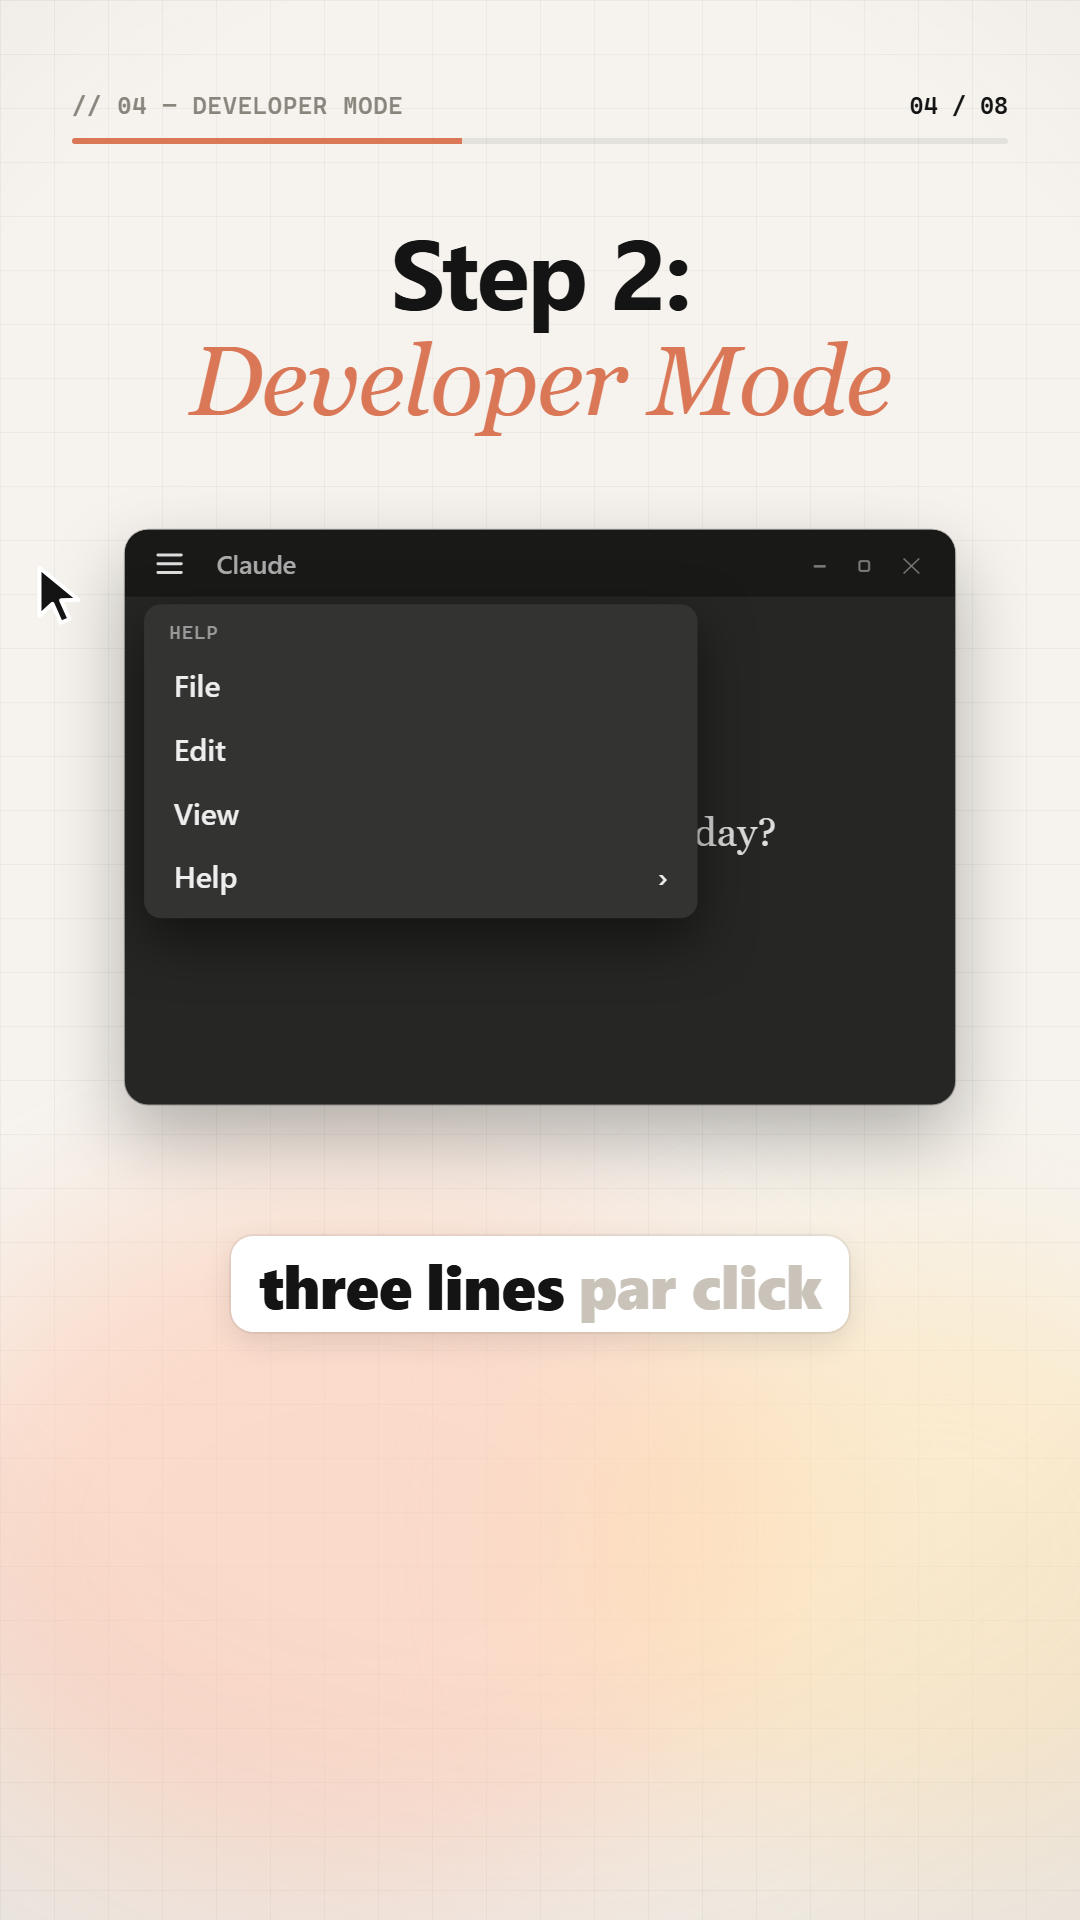 // 04 — DEVELOPER MODE
04 / 08
Step 2:
Developer Mode
Claude
HELP
File
Edit
View
day?
Help ›
three lines par click